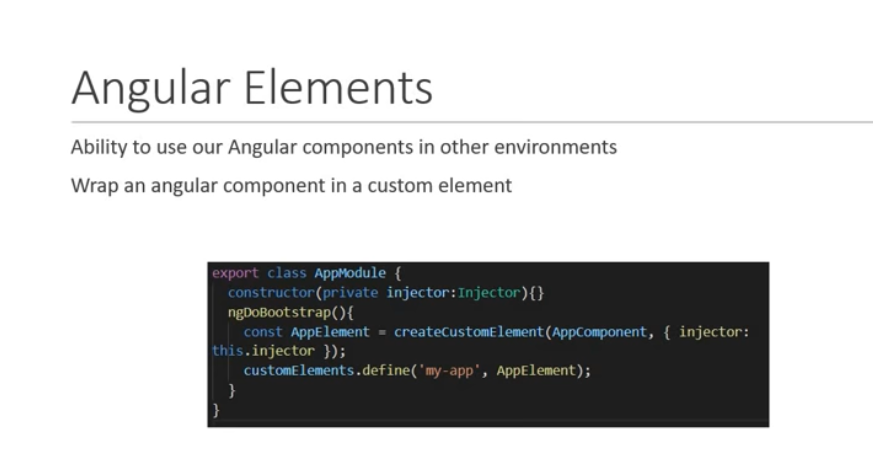 Angular Elements
Ability to use our Angular components in other environments
Wrap an angular component in a custom element
export class AppModule {
constructor(private injector:Injector){}
ngDoBootstrap(){
const AppElement = createCustomElement(AppComponent, { injector:
this.injector });
customElements.define('my-app', AppElement);
}
}